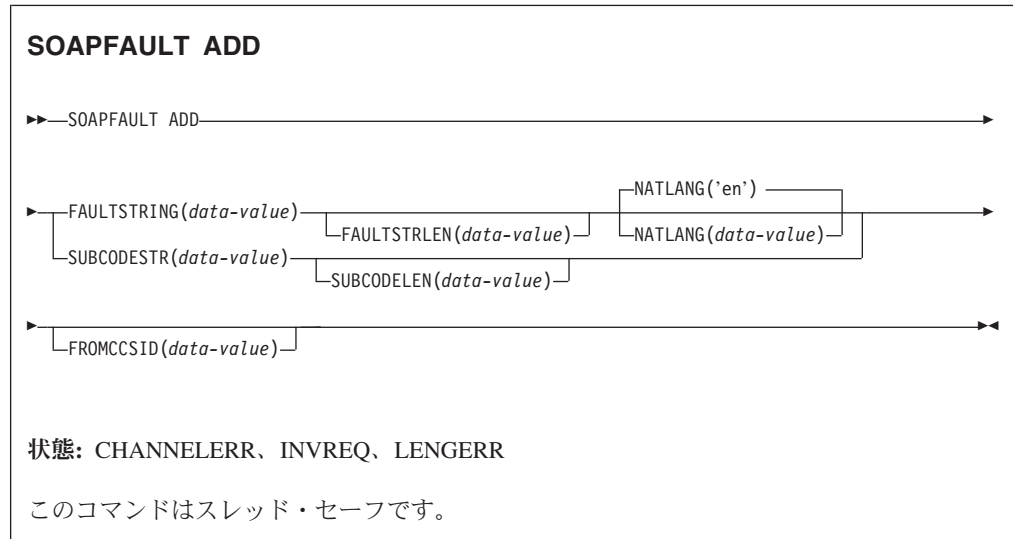 SOAPFAULT ADD
SOAPFAULT ADD
NATLANG(’en’)
FAULTSTRING(data-value) FAULTSTRLEN(data-value) NATLANG(data-value)
SUBCODESTR(data-value) SUBCODELEN(data-value)
FROMCCSID(data-value)
状態: CHANNELERR、INVREQ、LENGERR
このコマンドはスレッド・セーフです。